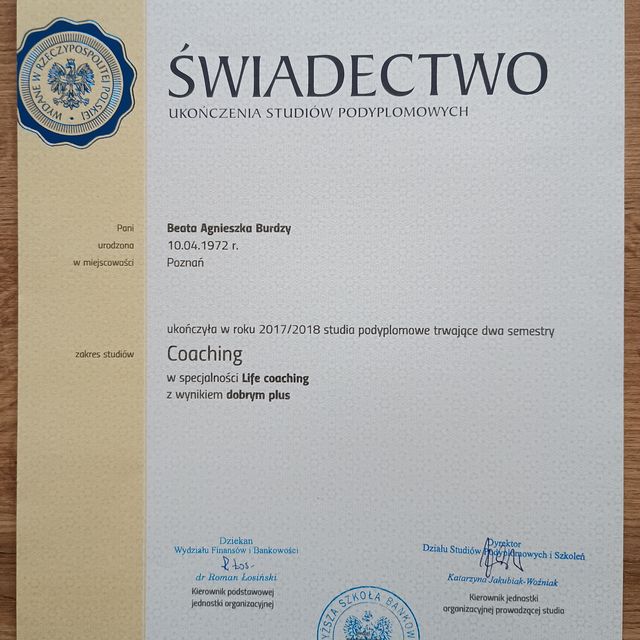 WYDANE W RZECZYPOSPOLITEJ POLSKIEJ
ŚWIADECTWO
UKOŃCZENIA STUDIÓW PODYPLOMOWYCH
Pani Beata Agnieszka Burdzy
urodzona 10.04.1972 r.
w miejscowości Poznań
ukończyła w roku 2017/2018 studia podyplomowe trwające dwa semestry
zakres studiów Coaching
w specjalności Life coaching
z wynikiem dobrym plus
Dziekan
Wydziału Finansów i Bankowości
dr Roman Łosiński
Kierownik podstawowej
jednostki organizacyjnej
Dyrektor
Działu Studiów Podyplomowych i Szkoleń
Katarzyna Jakubiak-Woźniak
Kierownik jednostki
organizacyjnej prowadzącej studia
SZKOŁA